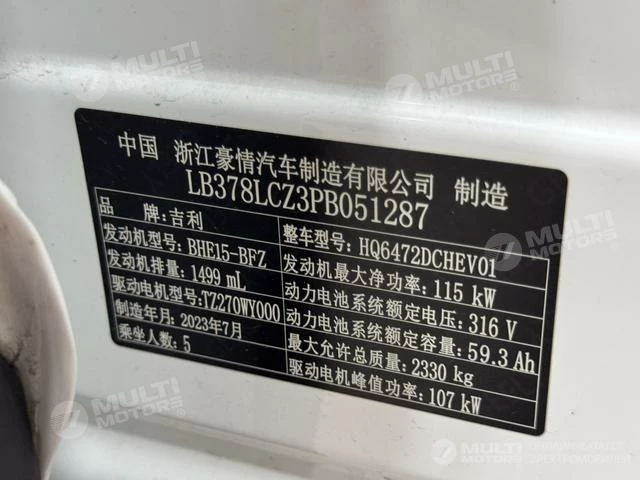 MULTI
MOTORS
MULTI
MOTORS
中国 浙江豪情汽车制造有限公司 制造
LB378LCZ3PB051287
品 牌:吉利
发动机型号:BHE15-BFZ
发动机排量:1499 mL
驱动电机型号:TZ270WY000
制造年月:2023年7月
乘坐人数:5
整车型号:HQ6472DCHEV01
发动机最大净功率:115 kW
动力电池系统额定电压:316 V
动力电池系统额定容量:59.3 Ah
最大允许总质量:2330 kg
驱动电机峰值功率:107 kW
MULTI
MOTORS